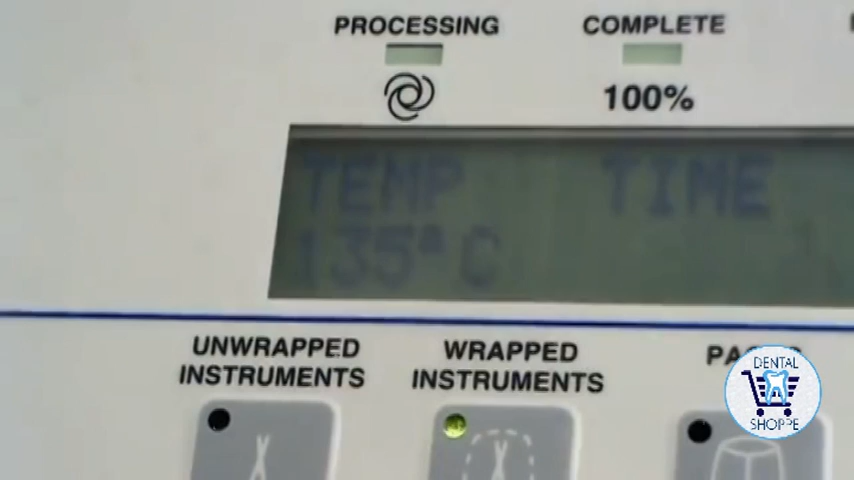 PROCESSING
COMPLETE
100%
TEMP TIME
135°C
UNWRAPPED
INSTRUMENTS
WRAPPED
INSTRUMENTS
DENTAL
SHOPPE